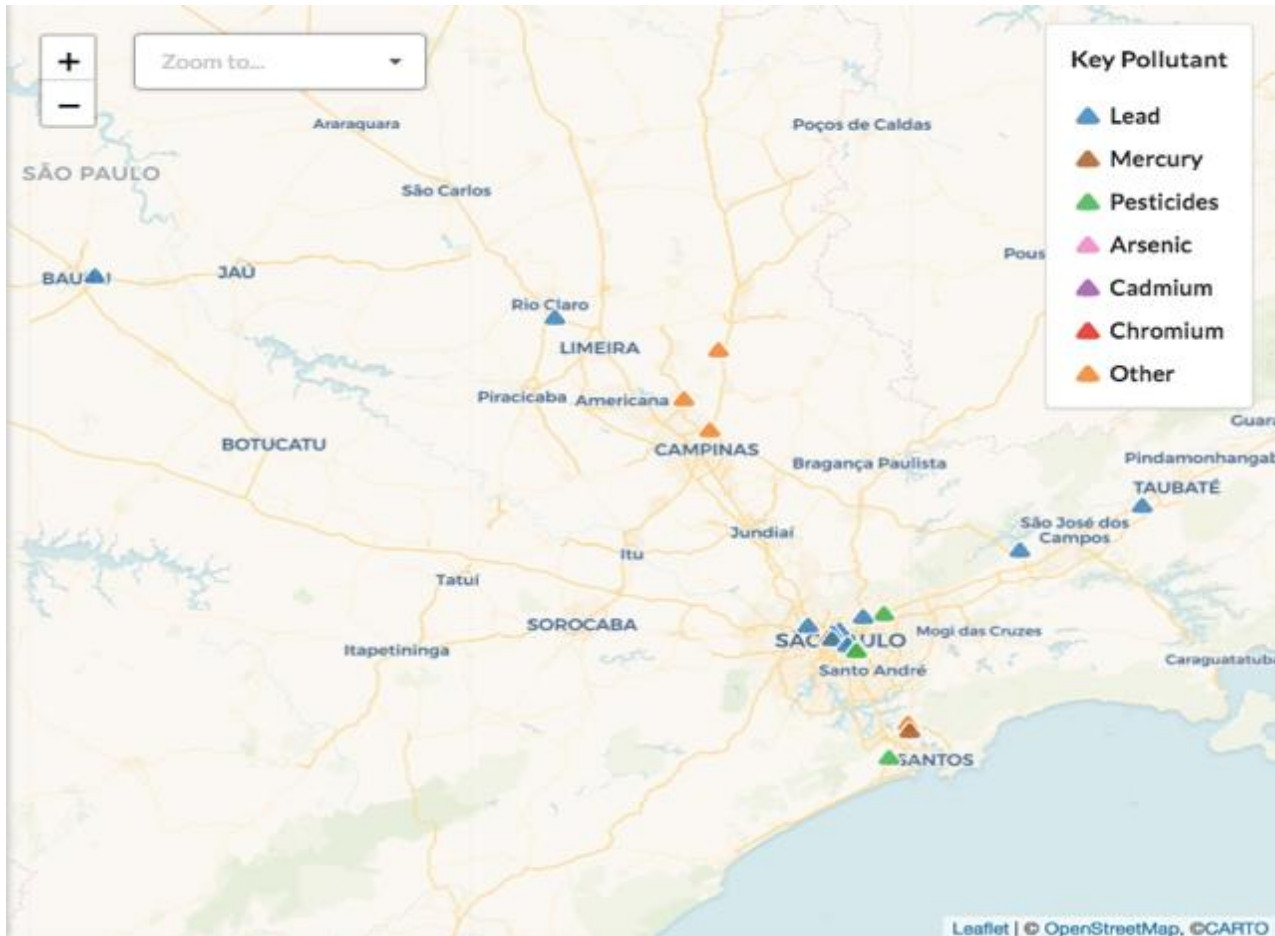 +
−
Zoom to...
Key Pollutant
Lead
Mercury
Pesticides
Arsenic
Cadmium
Chromium
Other
Araraquara
Poços de Caldas
SÃO PAULO
São Carlos
Pous
JAÚ
Rio Claro
LIMEIRA
Piracicaba
Americana
Guara
BOTUCATU
CAMPINAS
Bragança Paulista
Pindamonhangab
TAUBATÉ
São José dos
Campos
Jundiaí
Itu
Tatuí
SOROCABA
Mogi das Cruzes
Itapetininga
Santo André
Caraguatatuba
SANTOS
Leaflet | © OpenStreetMap, ©CARTO